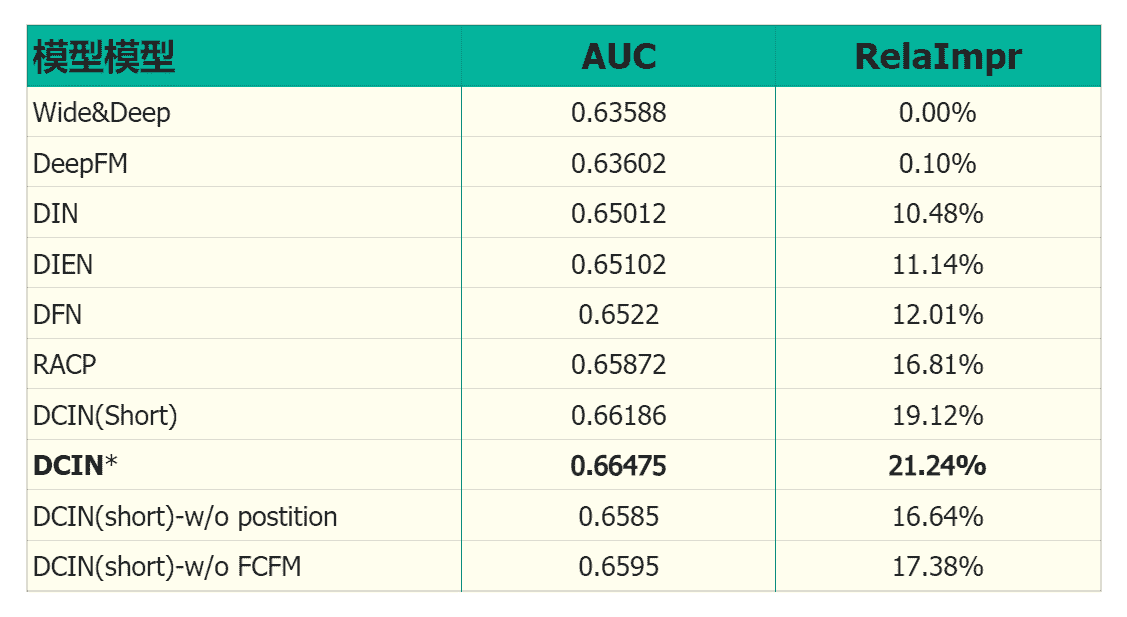 模型模型 AUC RelaImpr
Wide&Deep 0.63588 0.00%
DeepFM 0.63602 0.10%
DIN 0.65012 10.48%
DIEN 0.65102 11.14%
DFN 0.6522 12.01%
RACP 0.65872 16.81%
DCIN(Short) 0.66186 19.12%
DCIN* 0.66475 21.24%
DCIN(short)-w/o postition 0.6585 16.64%
DCIN(short)-w/o FCFM 0.6595 17.38%